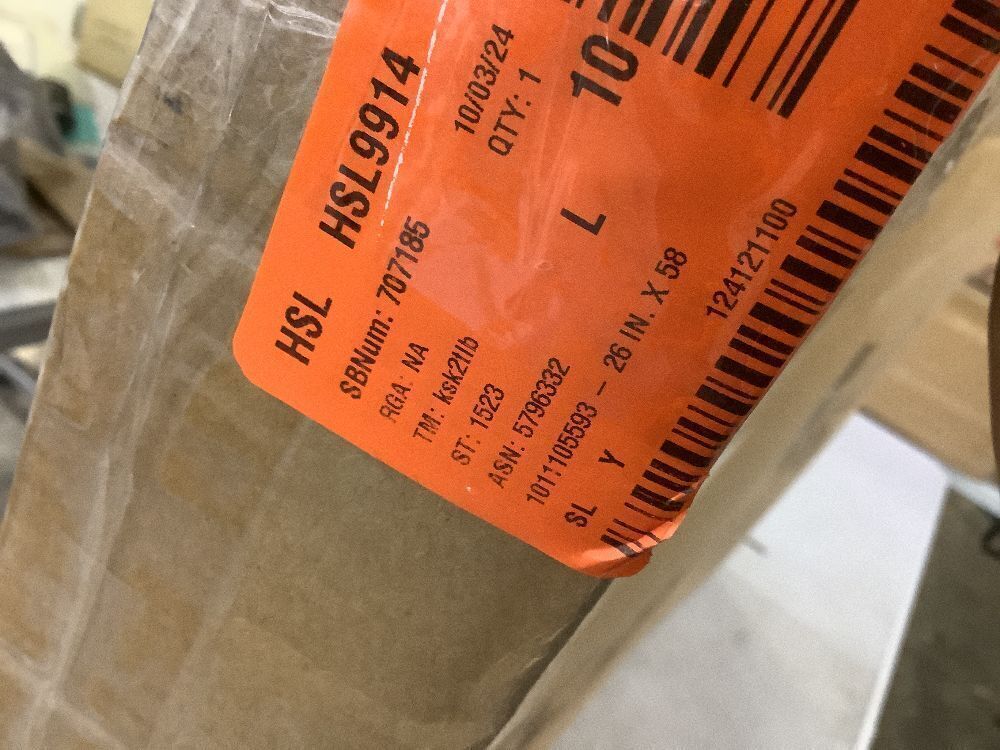 HSL HSL9914
SBNum: 707185 10/03/24
RGA: NA QTY: 1
TM: ksk2llb
ST: 1523 L 10
ASN: 5796332
1011105593 - 26 IN. X 58
SL Y
124121100